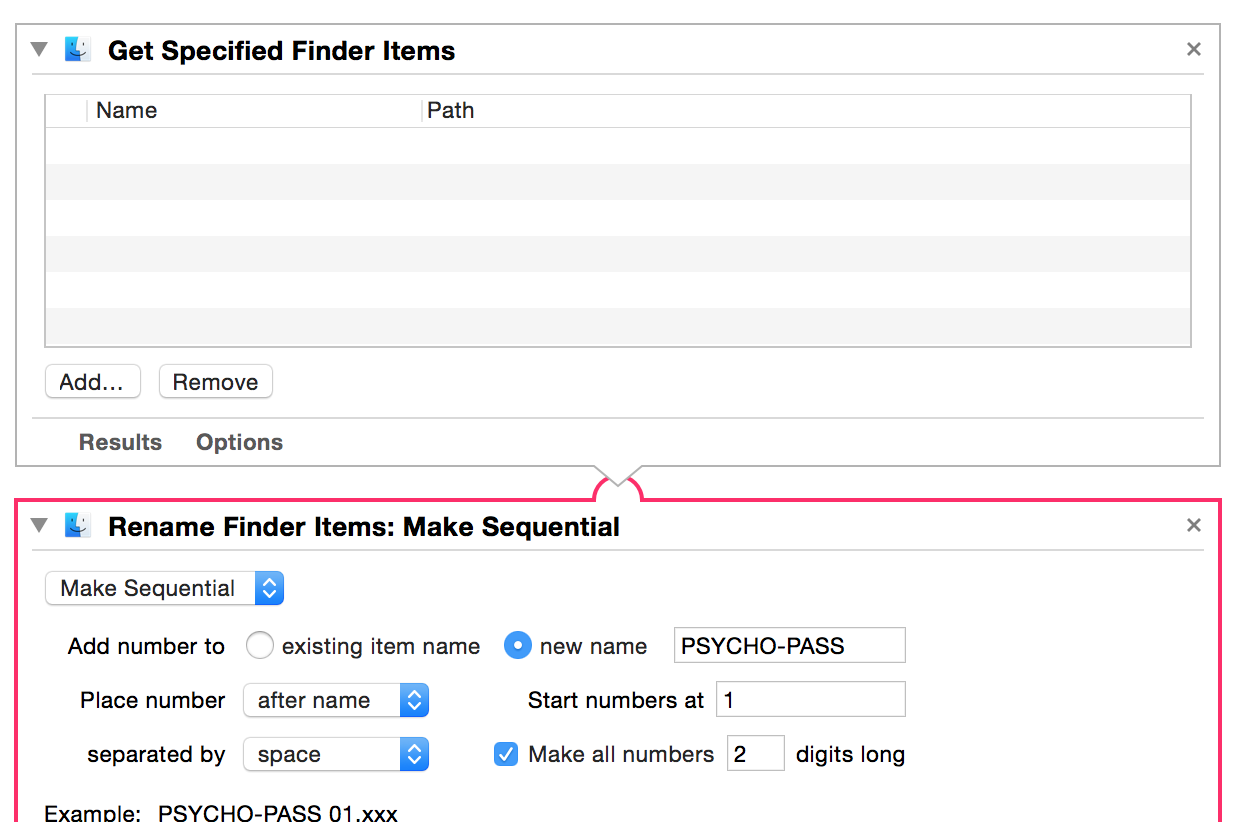 Get Specified Finder Items
Name Path
Add... Remove
Results Options
Rename Finder Items: Make Sequential
Make Sequential
Add number to existing item name new name PSYCHO-PASS
Place number after name Start numbers at 1
separated by space Make all numbers 2 digits long
Example: PSYCHO-PASS 01.xxx